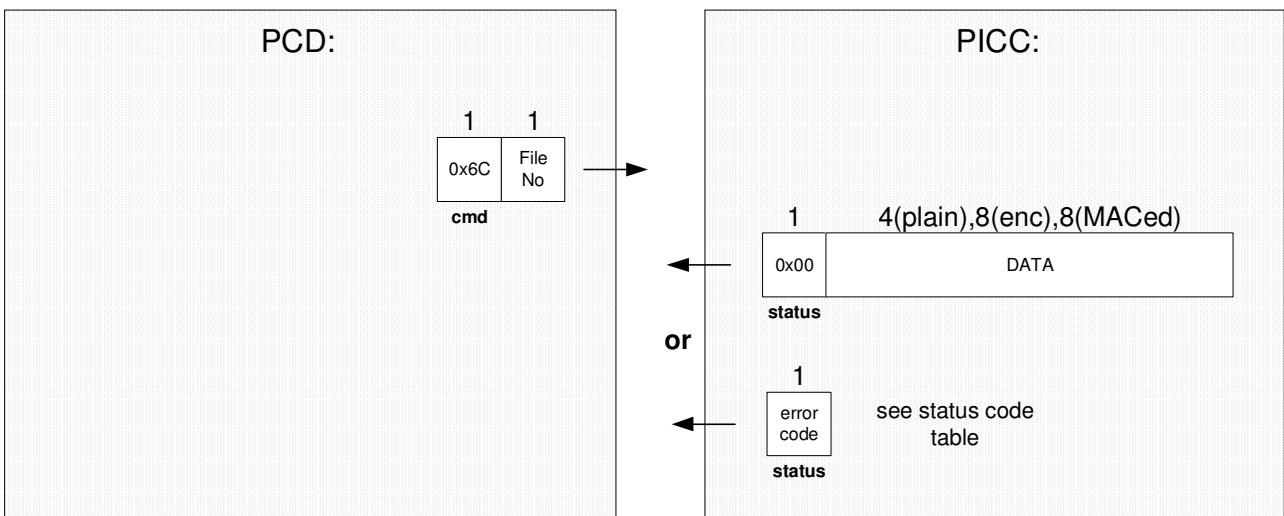 PCD:
PICC:
1 1
0x6C
File
No
cmd
1 4(plain),8(enc),8(MACed)
0x00 DATA
status
or
1
error
code
see status code
table
status